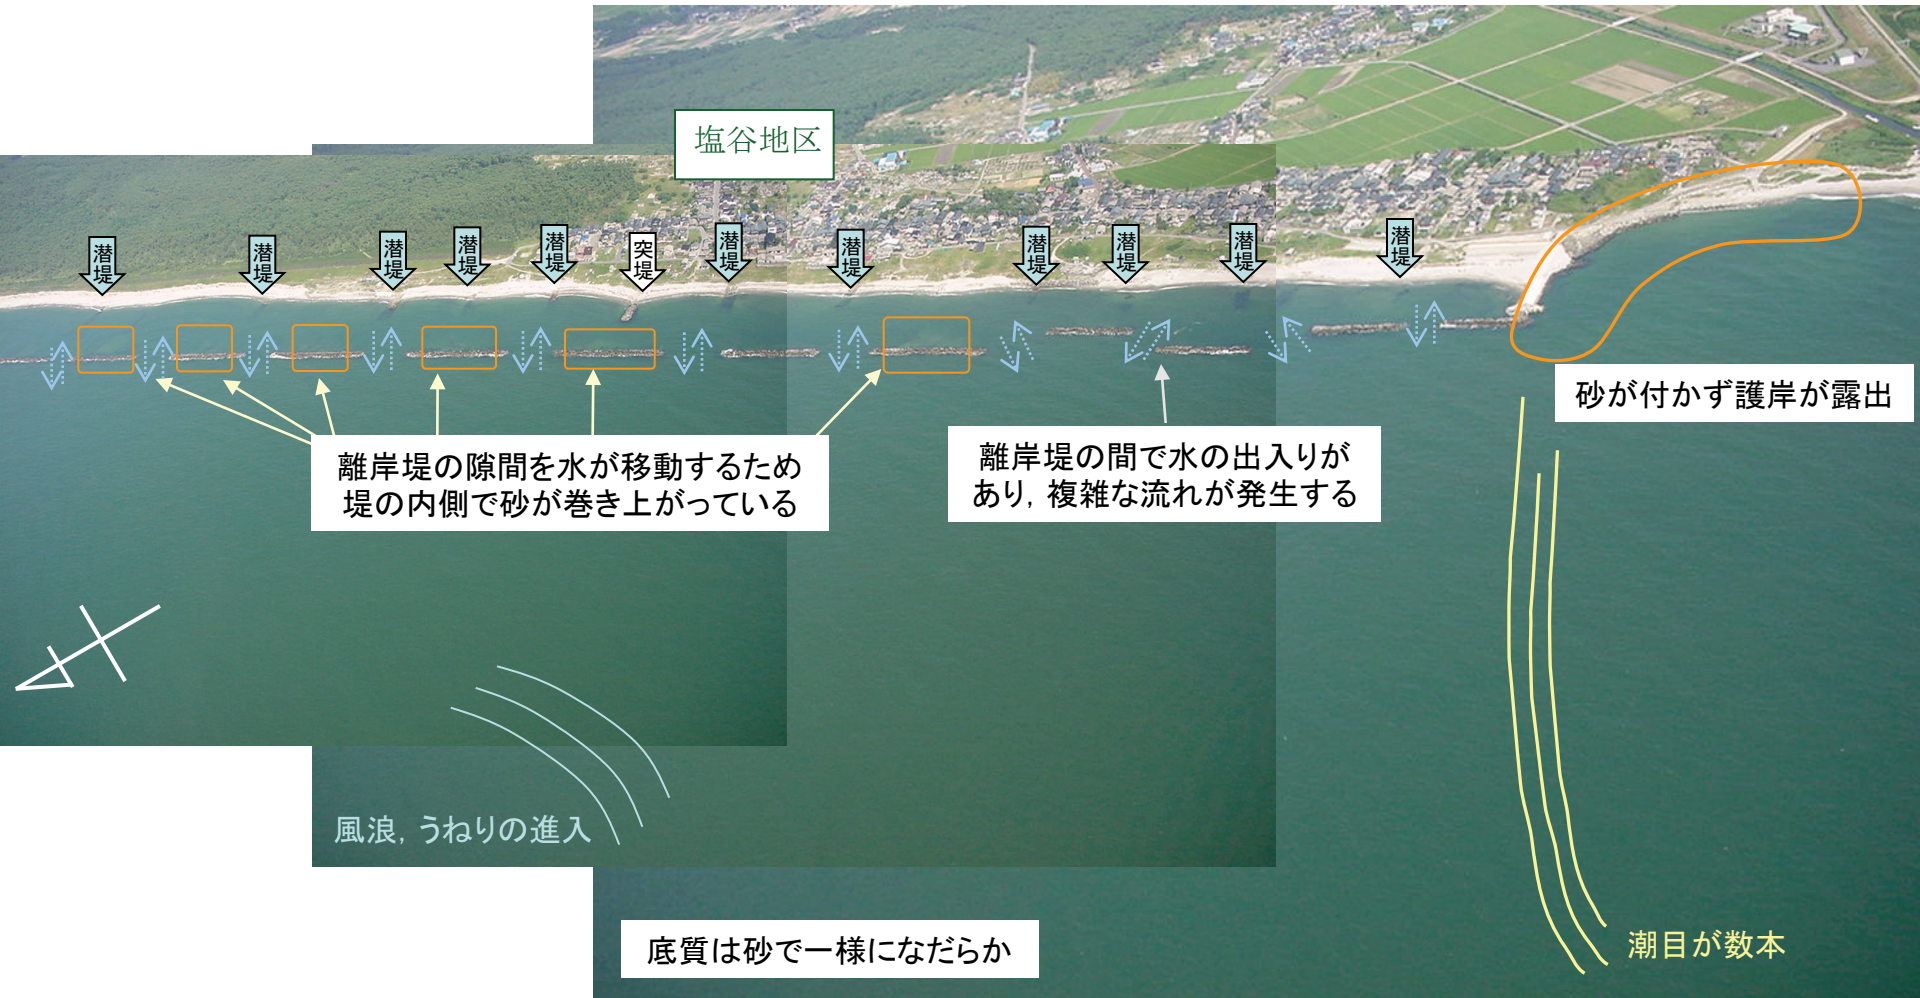 塩谷地区
潜堤
潜堤
潜堤
潜堤
潜堤
突堤
潜堤
潜堤
潜堤
潜堤
潜堤
潜堤
砂が付かず護岸が露出
離岸堤の隙間を水が移動するため
堤の内側で砂が巻き上がっている
離岸堤の間で水の出入りが
あり, 複雑な流れが発生する
風浪, うねりの進入
底質は砂で一様になだらか
潮目が数本